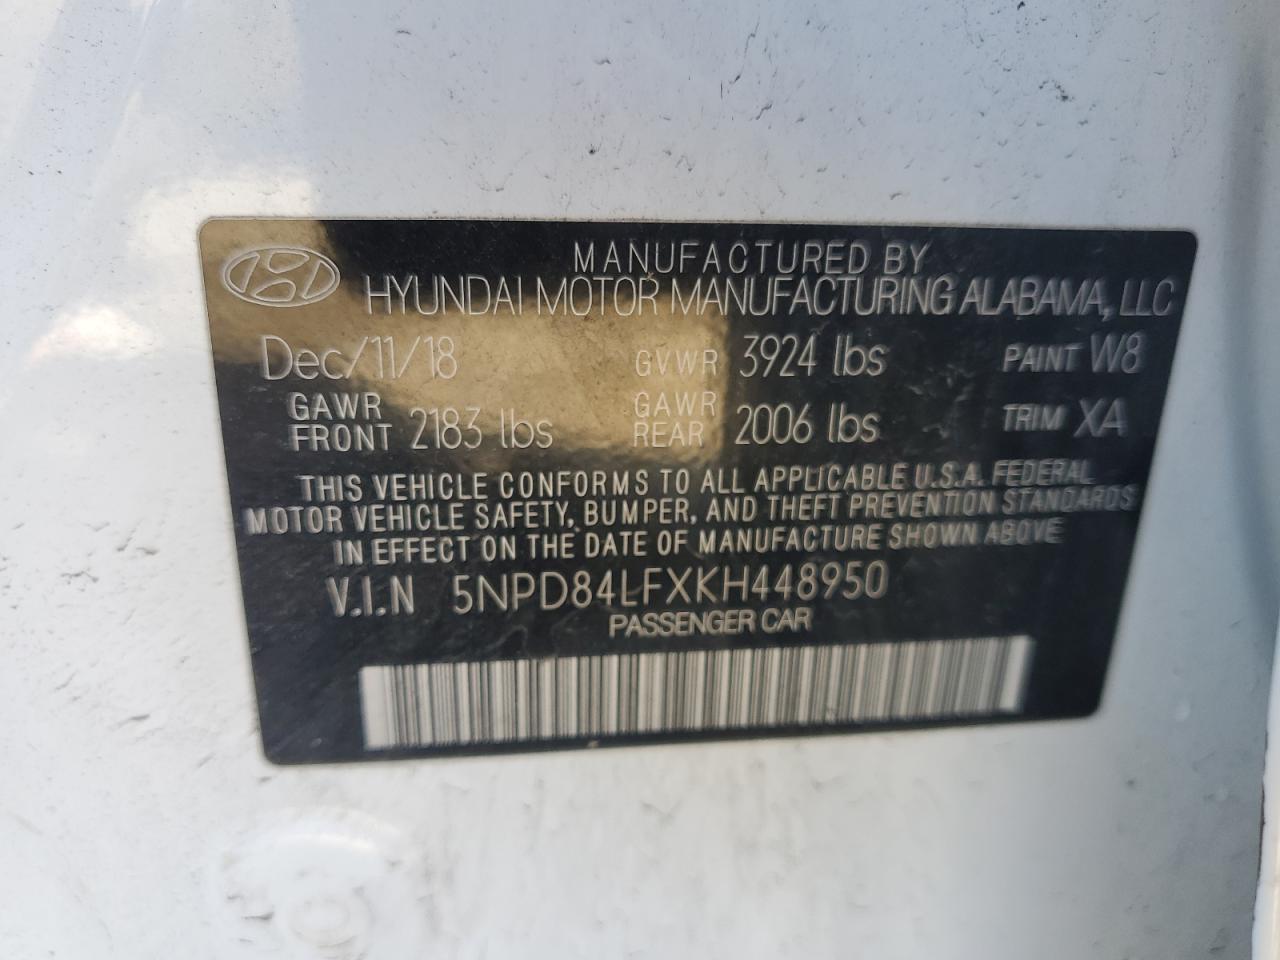 MANUFACTURED BY
HYUNDAI MOTOR MANUFACTURING ALABAMA, LLC
Dec/11/18 GVWR 3924 lbs PAINT W8
GAWR FRONT 2183 lbs GAWR REAR 2006 lbs TRIM XA
THIS VEHICLE CONFORMS TO ALL APPLICABLE U.S.A. FEDERAL
MOTOR VEHICLE SAFETY, BUMPER, AND THEFT PREVENTION STANDARDS
IN EFFECT ON THE DATE OF MANUFACTURE SHOWN ABOVE
V.I.N 5NPD84LFXKH448950
PASSENGER CAR